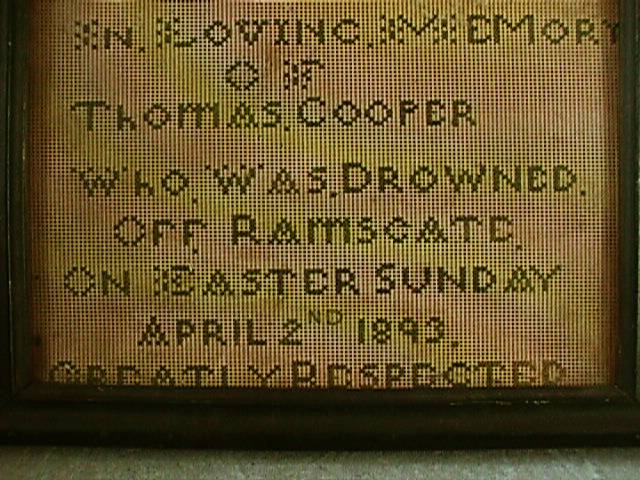 In. Loving. Memory
Of
Thomas. Cooper
Who. Was. Drowned.
Off. Ramsgate.
On Easter Sunday
April 2ND 1893.
Greatly Respected